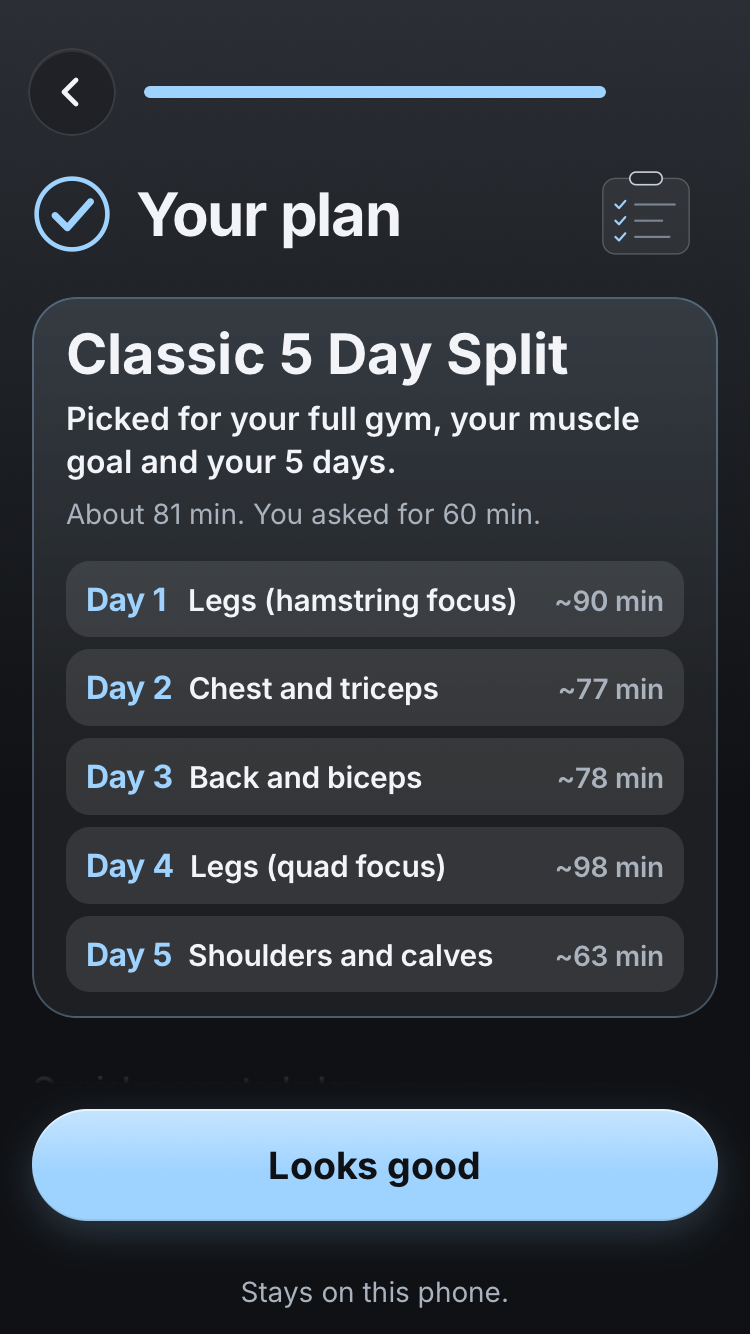 Your plan
Classic 5 Day Split
Picked for your full gym, your muscle
goal and your 5 days.
About 81 min. You asked for 60 min.
Day 1 Legs (hamstring focus) ~90 min
Day 2 Chest and triceps ~77 min
Day 3 Back and biceps ~78 min
Day 4 Legs (quad focus) ~98 min
Day 5 Shoulders and calves ~63 min
Looks good
Stays on this phone.